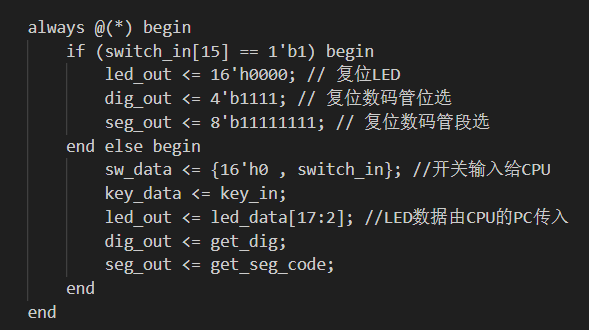 always @(*) begin
    if (switch_in[15] == 1'b1) begin
        led_out <= 16'h0000; // 复位LED
        dig_out <= 4'b1111; // 复位数码管位选
        seg_out <= 8'b11111111; // 复位数码管段选
    end else begin
        sw_data <= {16'h0 , switch_in}; //开关输入给CPU
        key_data <= key_in;
        led_out <= led_data[17:2]; //LED数据由CPU的PC传入
        dig_out <= get_dig;
        seg_out <= get_seg_code;
    end
end